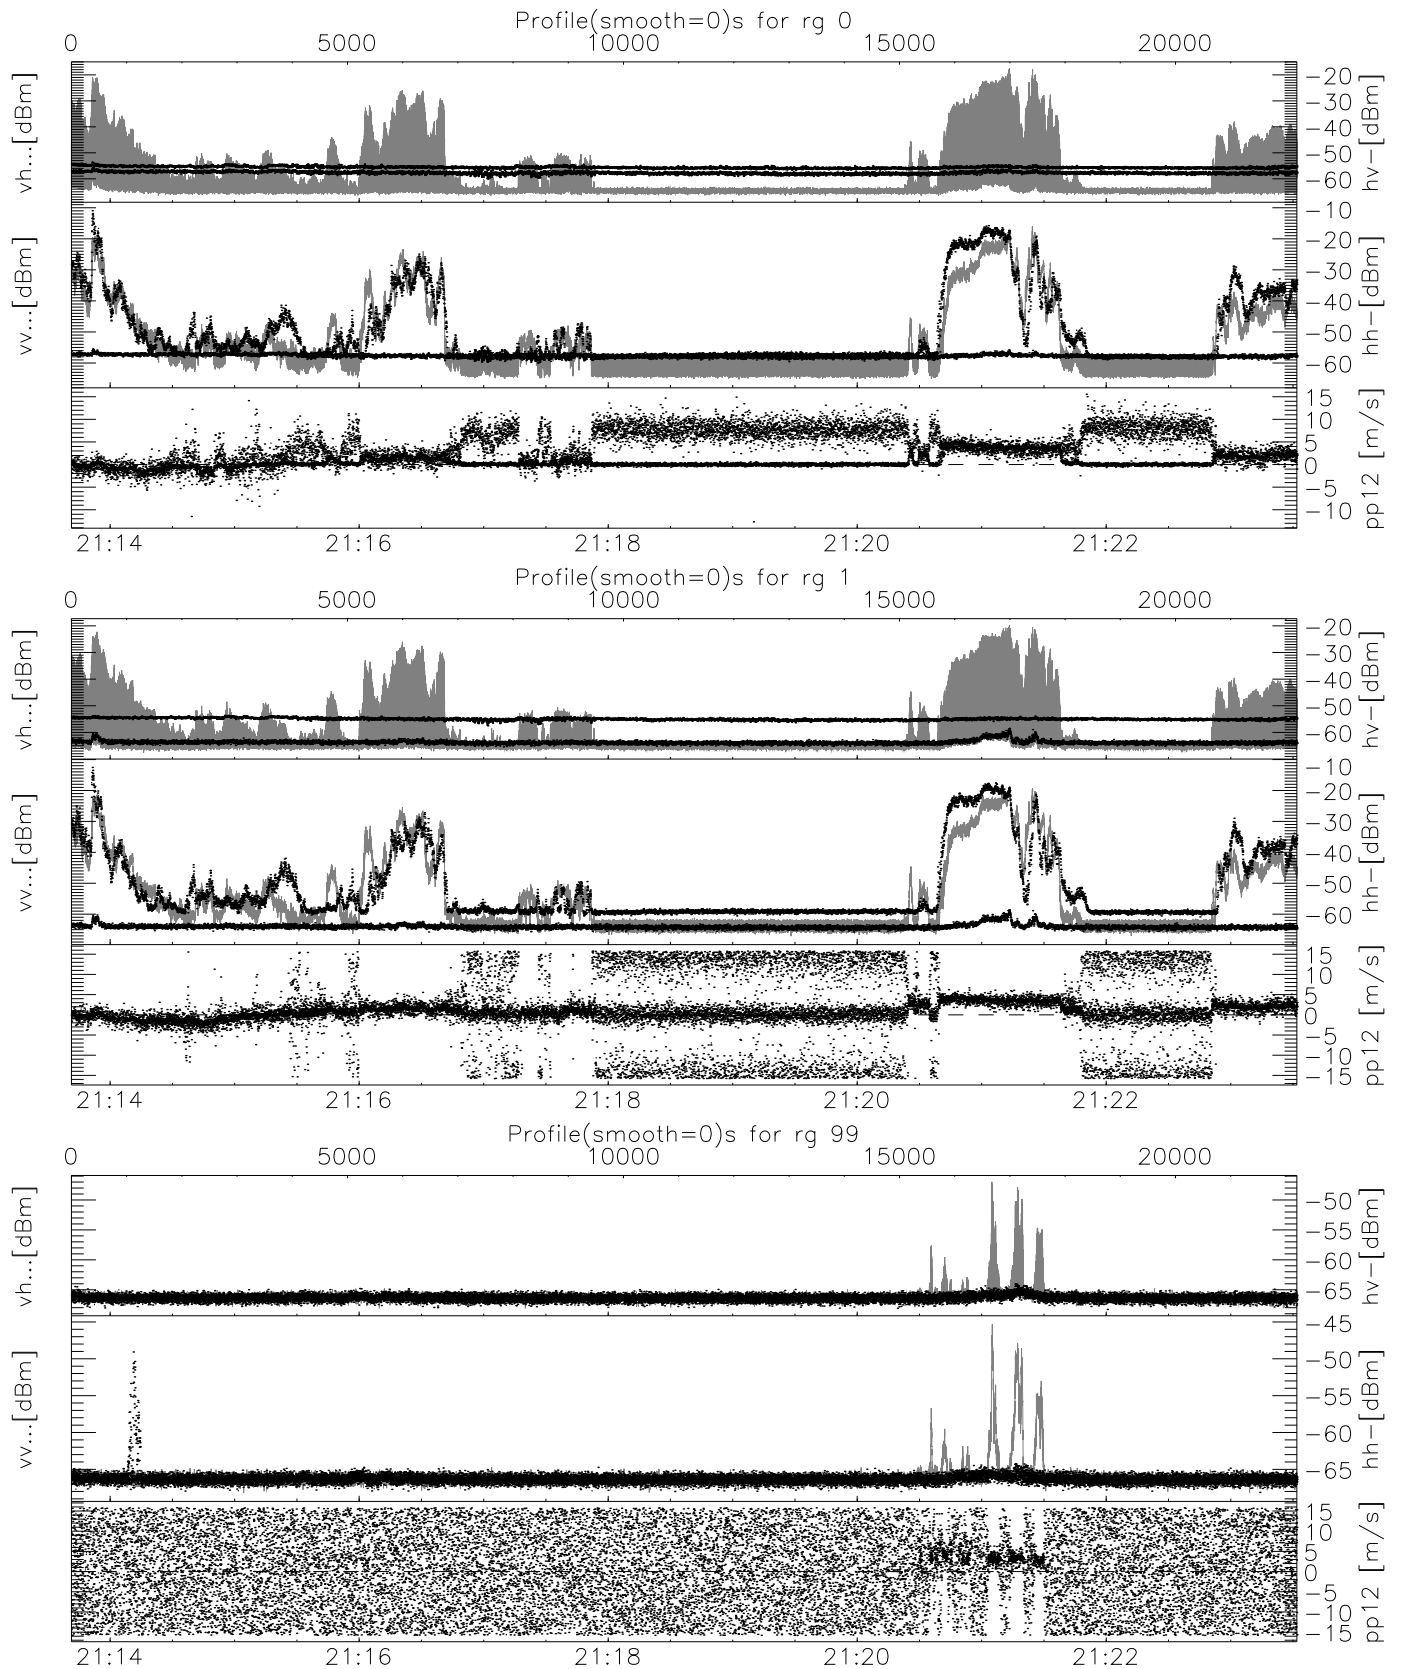 Profile(smooth=0)s for rg 0
0 5000 10000 15000 20000
vh...[dBm]
-20
-30
-40
-50
-60
hv-[dBm]
vv...[dBm]
-10
-20
-30
-40
-50
-60
hh-[dBm]
15
10
5
0
-5
-10
pp12 [m/s]
21:14 21:16 21:18 21:20 21:22
Profile(smooth=0)s for rg 1
0 5000 10000 15000 20000
vh...[dBm]
-20
-30
-40
-50
-60
hv-[dBm]
vv...[dBm]
-10
-20
-30
-40
-50
-60
hh-[dBm]
15
10
5
0
-5
-10
-15
pp12 [m/s]
21:14 21:16 21:18 21:20 21:22
Profile(smooth=0)s for rg 99
0 5000 10000 15000 20000
vh...[dBm]
-50
-55
-60
-65
hv-[dBm]
vv...[dBm]
-45
-50
-55
-60
-65
hh-[dBm]
15
10
5
0
-5
-10
-15
pp12 [m/s]
21:14 21:16 21:18 21:20 21:22